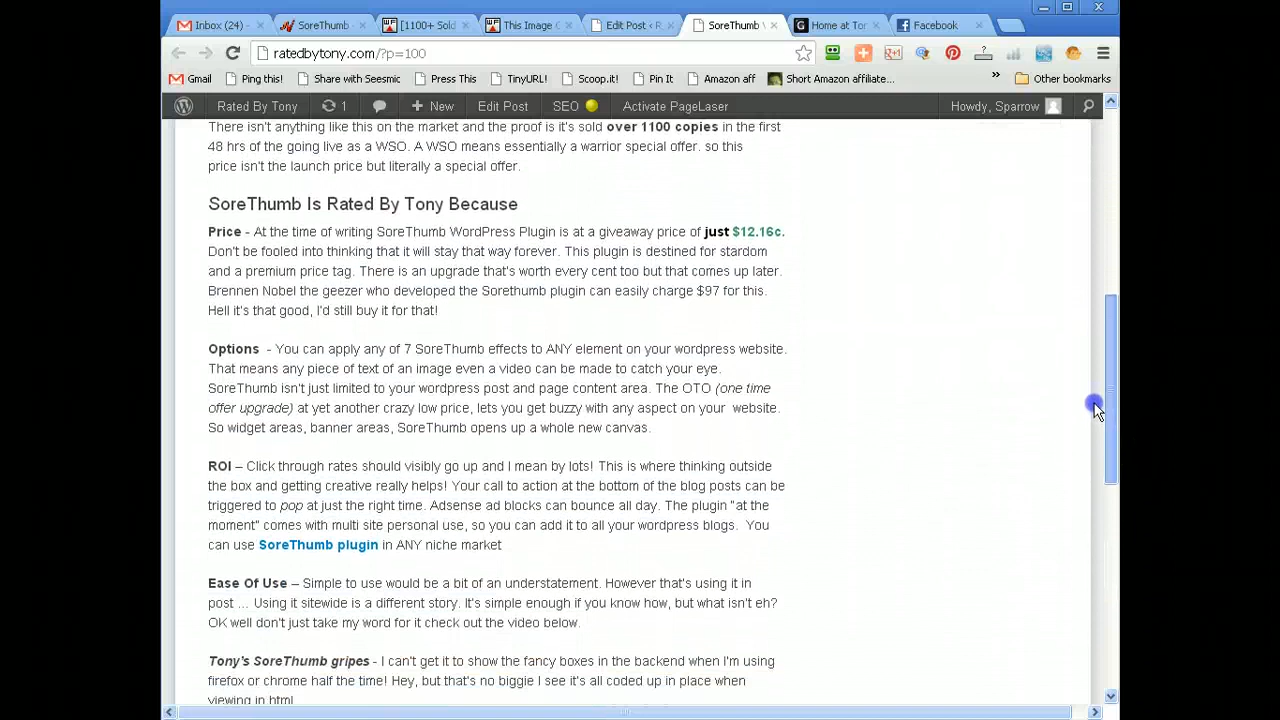 Inbox (24) -
SoreThumb
[1100+ Sold
This Image
Edit Post ‹ R
SoreThumb \
Home at Tor
Facebook
ratedbytony.com/?p=100
Gmail
Ping this!
Share with Seesmic
Press This
TinyURL!
Scoop.it!
Pin It
Amazon aff
Short Amazon affiliate...
»
Other bookmarks
Rated By Tony
1
New
Edit Post
SEO
Activate PageLaser
Howdy, Sparrow
There isn't anything like this on the market and the proof is it's sold over 1100 copies in the first
48 hrs of the going live as a WSO. A WSO means essentially a warrior special offer. so this
price isn't the launch price but literally a special offer.
SoreThumb Is Rated By Tony Because
Price - At the time of writing SoreThumb WordPress Plugin is at a giveaway price of just $12.16c.
Don't be fooled into thinking that it will stay that way forever. This plugin is destined for stardom
and a premium price tag. There is an upgrade that's worth every cent too but that comes up later.
Brennen Nobel the geezer who developed the Sorethumb plugin can easily charge $97 for this.
Hell it's that good, I'd still buy it for that!
Options - You can apply any of 7 SoreThumb effects to ANY element on your wordpress website.
That means any piece of text of an image even a video can be made to catch your eye.
SoreThumb isn't just limited to your wordpress post and page content area. The OTO (one time
offer upgrade) at yet another crazy low price, lets you get buzzy with any aspect on your website.
So widget areas, banner areas, SoreThumb opens up a whole new canvas.
ROI – Click through rates should visibly go up and I mean by lots! This is where thinking outside
the box and getting creative really helps! Your call to action at the bottom of the blog posts can be
triggered to pop at just the right time. Adsense ad blocks can bounce all day. The plugin "at the
moment" comes with multi site personal use, so you can add it to all your wordpress blogs. You
can use SoreThumb plugin in ANY niche market
Ease Of Use – Simple to use would be a bit of an understatement. However that's using it in
post ... Using it sitewide is a different story. It's simple enough if you know how, but what isn't eh?
OK well don't just take my word for it check out the video below.
Tony's SoreThumb gripes - I can't get it to show the fancy boxes in the backend when I'm using
firefox or chrome half the time! Hey, but that's no biggie I see it's all coded up in place when
viewing in html